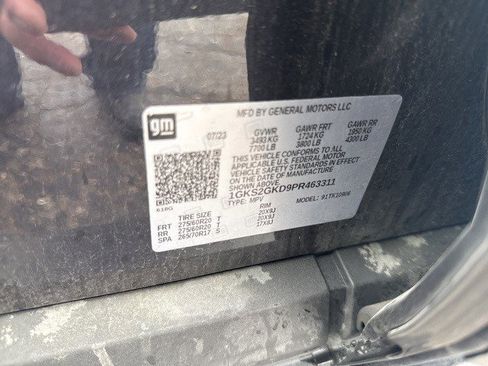 gm
MFD BY GENERAL MOTORS LLC
07/23 GVWR GAWR FRT GAWR RR
3493 KG 1724 KG 1950 KG
7700 LB 3800 LB 4300 LB
THIS VEHICLE CONFORMS TO ALL
APPLICABLE U.S. FEDERAL MOTOR
VEHICLE SAFETY STANDARDS IN
EFFECT ON THE DATE OF MANUFACTURE
SHOWN ABOVE.
1GKS2GKD9PR463311
TYPE: MPV MODEL:
TIRE SIZE RIM
FRT 275/60R20 T 20X9J
RR 275/60R20 T 20X9J
SPA 265/70R17 S 17X8J